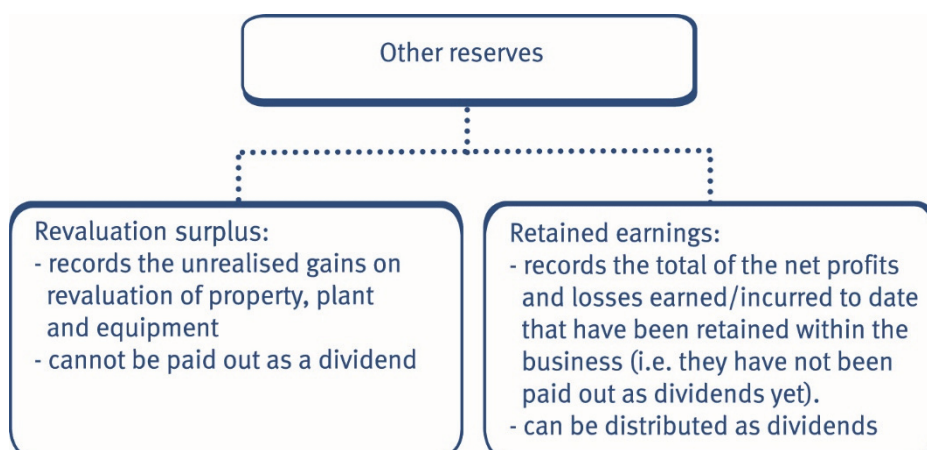 Other reserves
Revaluation surplus:
- records the unrealised gains on
revaluation of property, plant
and equipment
- cannot be paid out as a dividend
Retained earnings:
- records the total of the net profits
and losses earned/incurred to date
that have been retained within the
business (i.e. they have not been
paid out as dividends yet).
- can be distributed as dividends